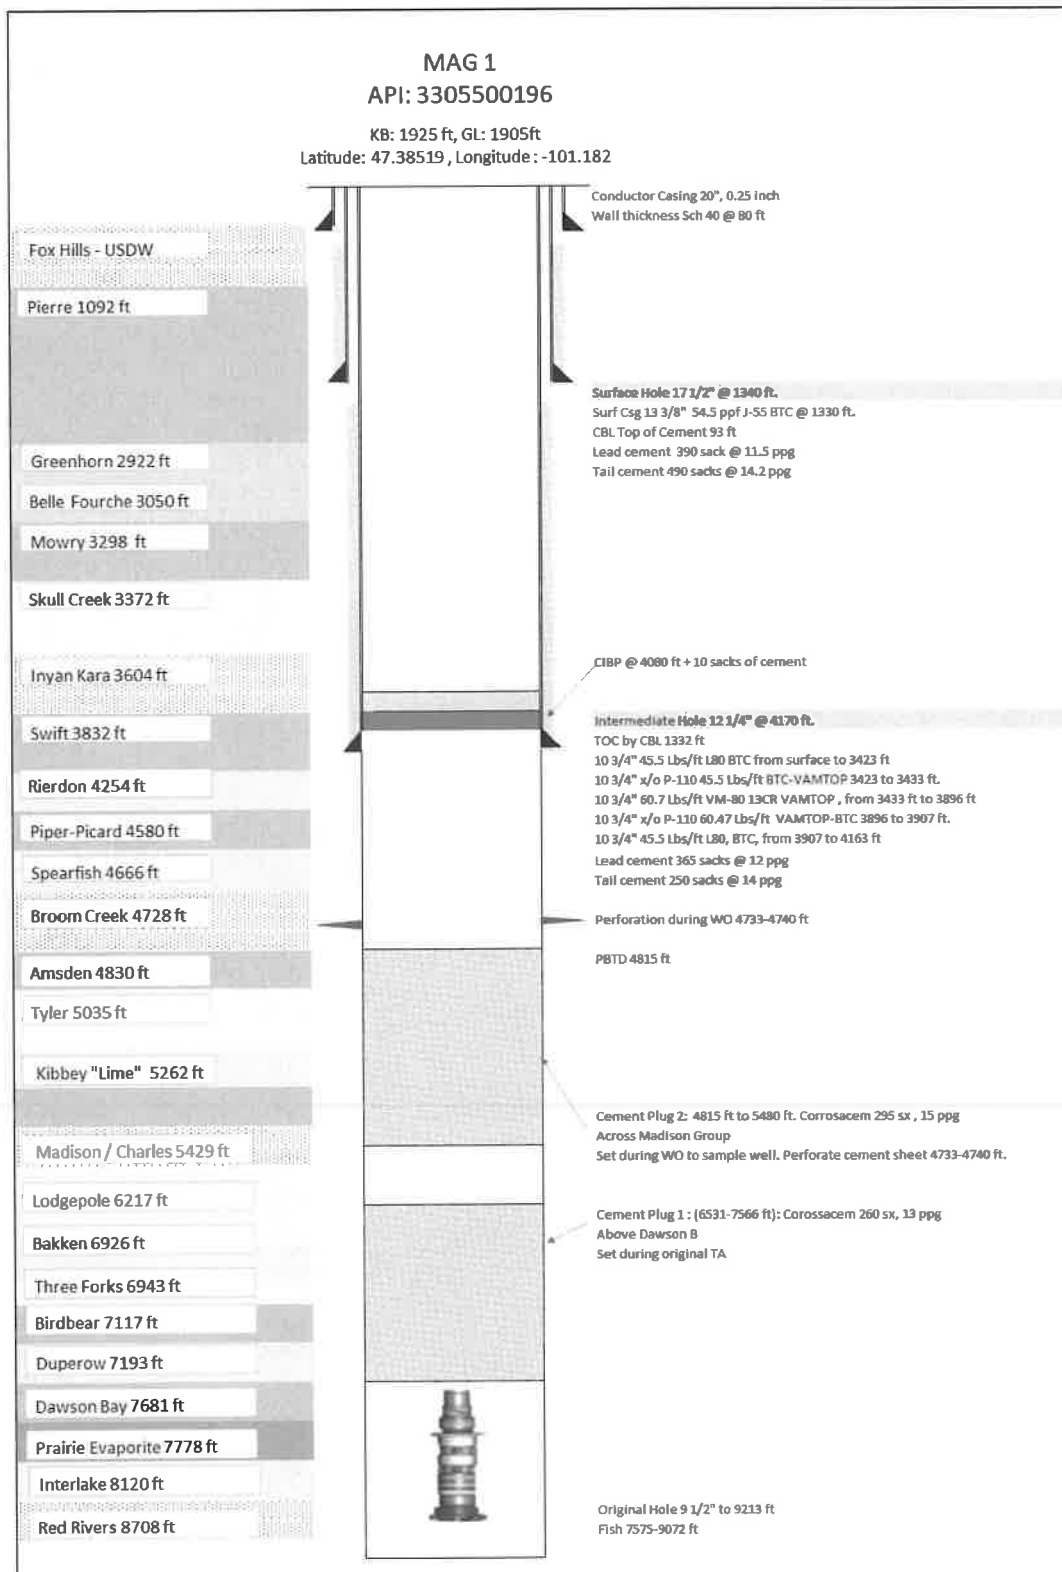 MAG 1
API: 3305500196
KB: 1925 ft, GL: 1905ft
Latitude: 47.38519 , Longitude : -101.182
Conductor Casing 20", 0.25 inch
Wall thickness Sch 40 @ 80 ft
Fox Hills - USDW
Pierre 1092 ft
Surface Hole 17 1/2" @ 1340 ft.
Surf Csg 13 3/8" 54.5 ppf J-55 BTC @ 1330 ft.
CBL Top of Cement 93 ft
Lead cement 390 sack @ 11.5 ppg
Tail cement 490 sacks @ 14.2 ppg
Greenhorn 2922 ft
Belle Fourche 3050 ft
Mowry 3298 ft
Skull Creek 3372 ft
Inyan Kara 3604 ft
Swift 3832 ft
Rierdon 4254 ft
Piper-Picard 4580 ft
Spearfish 4666 ft
Broom Creek 4728 ft
Amsden 4830 ft
Tyler 5035 ft
Kibbey "Lime" 5262 ft
Madison / Charles 5429 ft
Lodgepole 6217 ft
Bakken 6926 ft
Three Forks 6943 ft
Birdbear 7117 ft
Duperow 7193 ft
Dawson Bay 7681 ft
Prairie Evaporite 7778 ft
Interlake 8120 ft
Red Rivers 8708 ft
CIBP @ 4080 ft + 10 sacks of cement
Intermediate Hole 12 1/4" @ 4170 ft.
TOC by CBL 1332 ft
10 3/4" 45.5 Lbs/ft L80 BTC from surface to 3423 ft
10 3/4" x/o P-110 45.5 Lbs/ft BTC-VAMTOP 3423 to 3433 ft.
10 3/4" 60.7 Lbs/ft VM-80 13CR VAMTOP , from 3433 ft to 3896 ft
10 3/4" x/o P-110 60.47 Lbs/ft VAMTOP-BTC 3896 to 3907 ft.
10 3/4" 45.5 Lbs/ft L80, BTC, from 3907 to 4163 ft
Lead cement 365 sacks @ 12 ppg
Tail cement 250 sacks @ 14 ppg
Perforation during WO 4733-4740 ft
PBTD 4815 ft
Cement Plug 2: 4815 ft to 5480 ft. Corrosacem 295 sx , 15 ppg
Across Madison Group
Set during WO to sample well. Perforate cement sheet 4733-4740 ft.
Cement Plug 1 : (6531-7566 ft): Corossacem 260 sx, 13 ppg
Above Dawson B
Set during original TA
Original Hole 9 1/2" to 9213 ft
Fish 7575-9072 ft